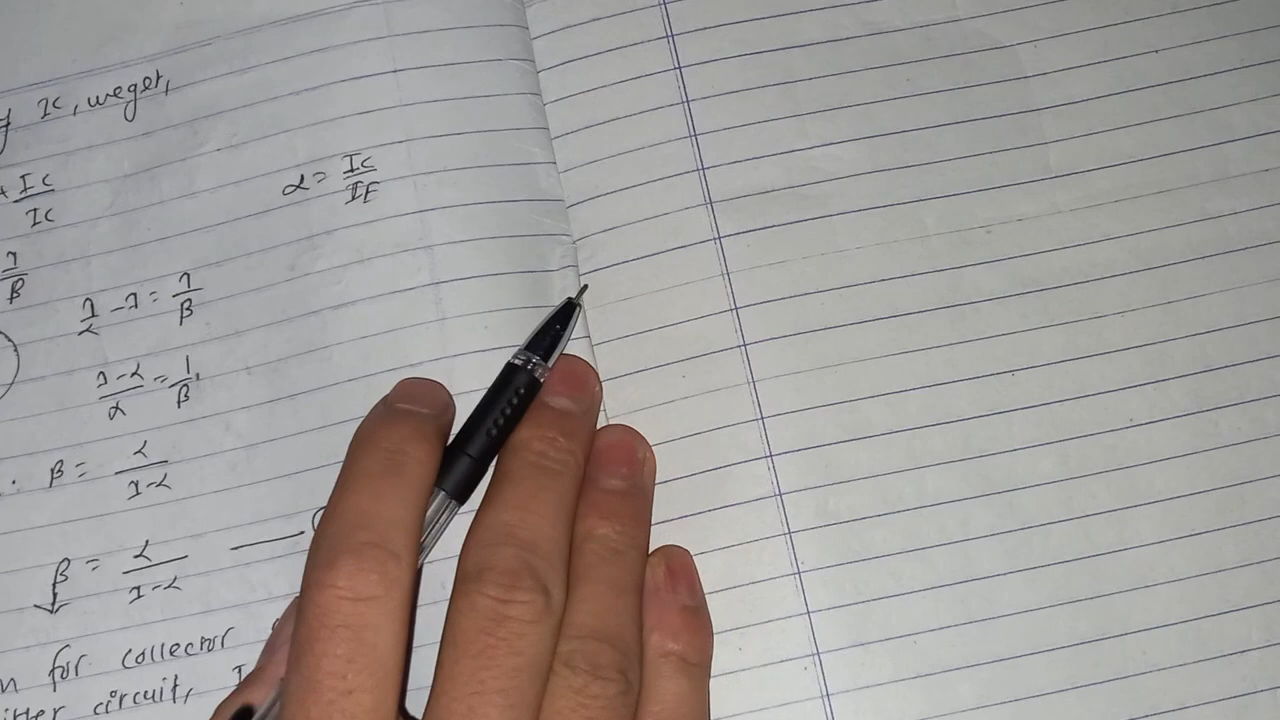 IC, weget,
+ IC/IC
α = IC/IE
1/β
1/α - 1 = 1/β
1-α/α = 1/β
∴ β = α/1-α
β = α/1-α
for collector
circuit, I